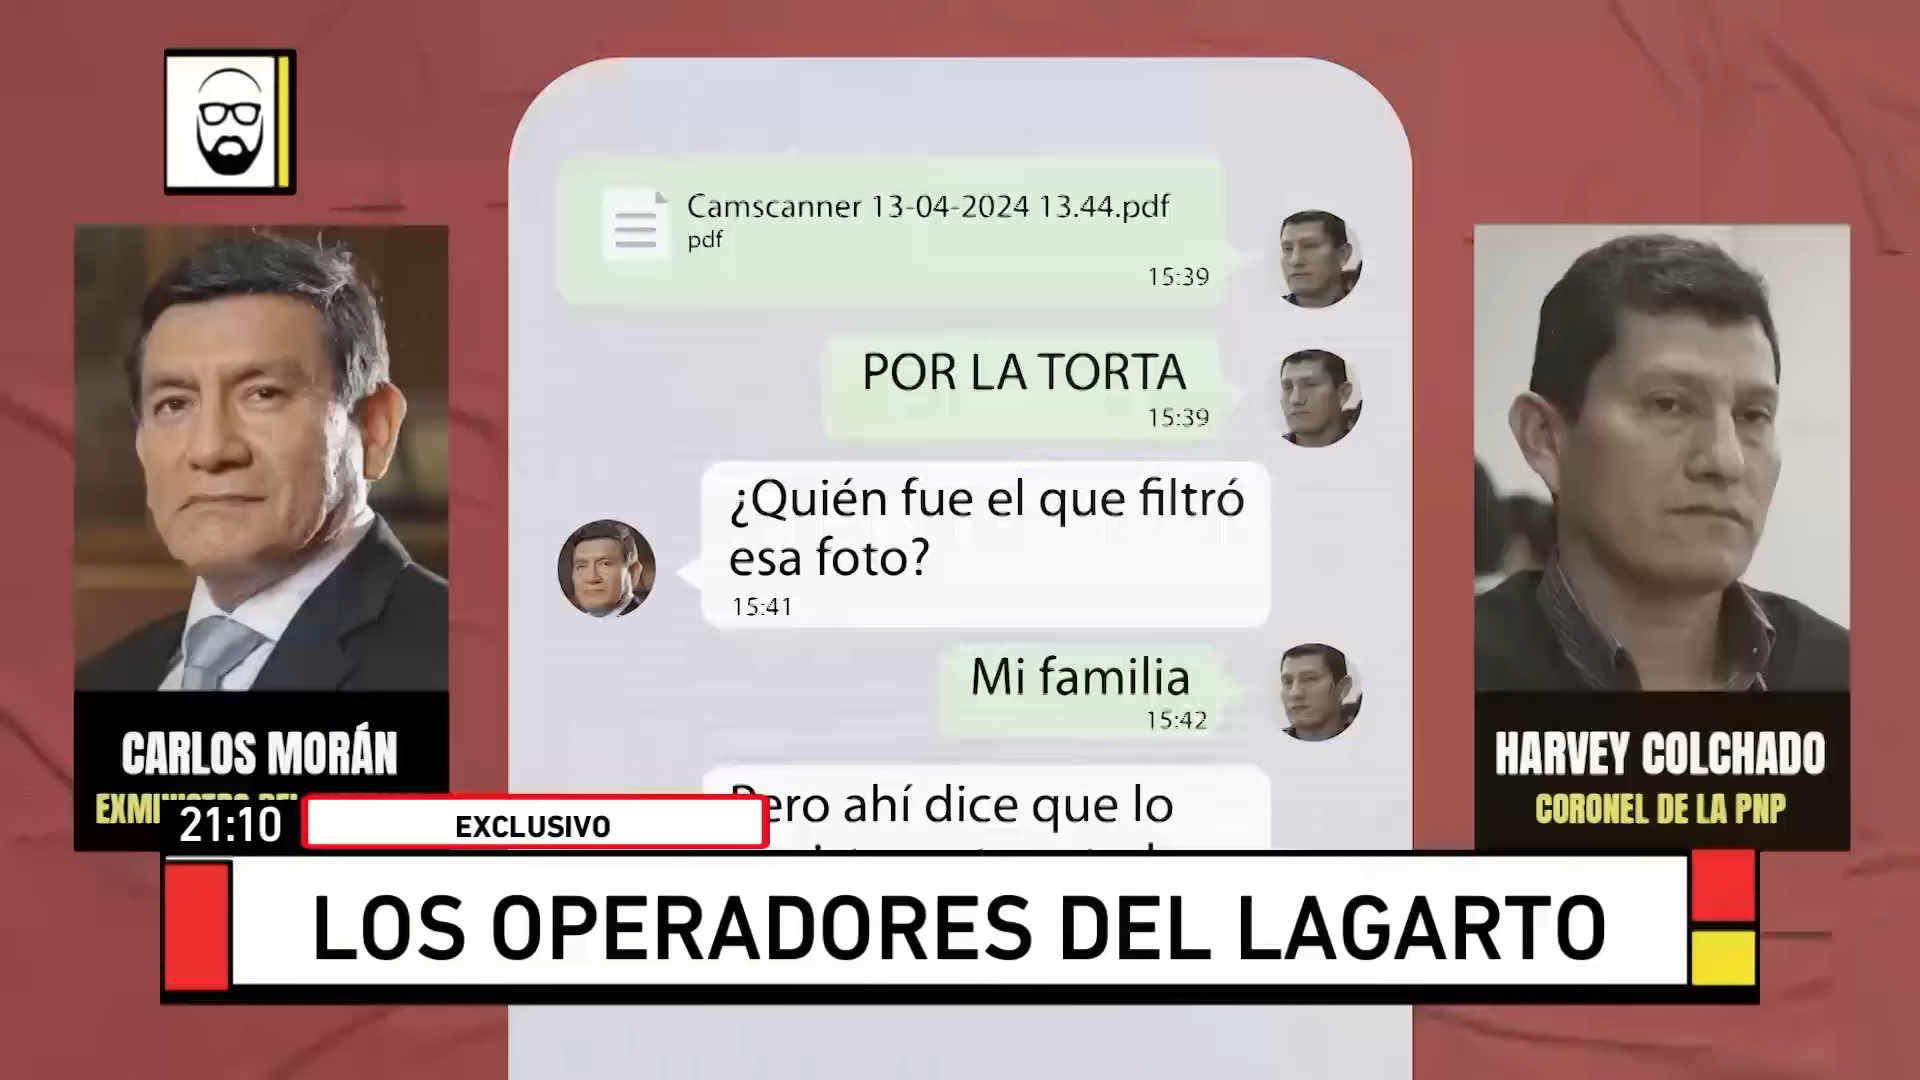 Camscanner 13-04-2024 13.44.pdf
pdf
15:39
POR LA TORTA
15:39
¿Quién fue el que filtró
esa foto?
15:41
Mi familia
15:42
Pero ahí dice que lo
CARLOS MORÁN
HARVEY COLCHADO
CORONEL DE LA PNP
21:10
EXCLUSIVO
LOS OPERADORES DEL LAGARTO